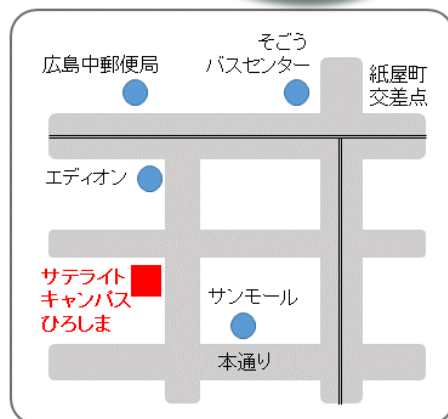 広島中郵便局
そごう
バスセンター
紙屋町
交差点
エディオン
サテライト
キャンパス
ひろしま
サンモール
本通り